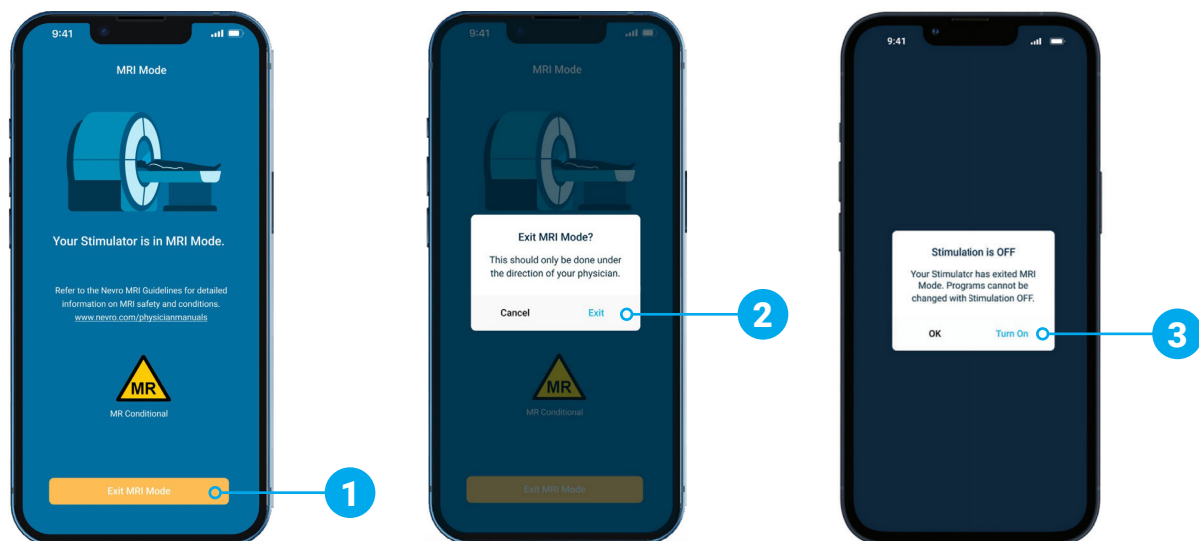 9:41
MRI Mode
Your Stimulator is in MRI Mode.
Refer to the Nevro MRI Guidelines for detailed
information on MRI safety and conditions.
www.nevro.com/physicianmanuals
MR
MR Conditional
Exit MRI Mode
1
9:41
MRI Mode
Exit MRI Mode?
This should only be done under
the direction of your physician.
Cancel Exit
2
MR
MR Conditional
Exit MRI Mode
9:41
Stimulation is OFF
Your Stimulator has exited MRI
Mode. Programs cannot be
changed with Stimulation OFF.
OK Turn On
3